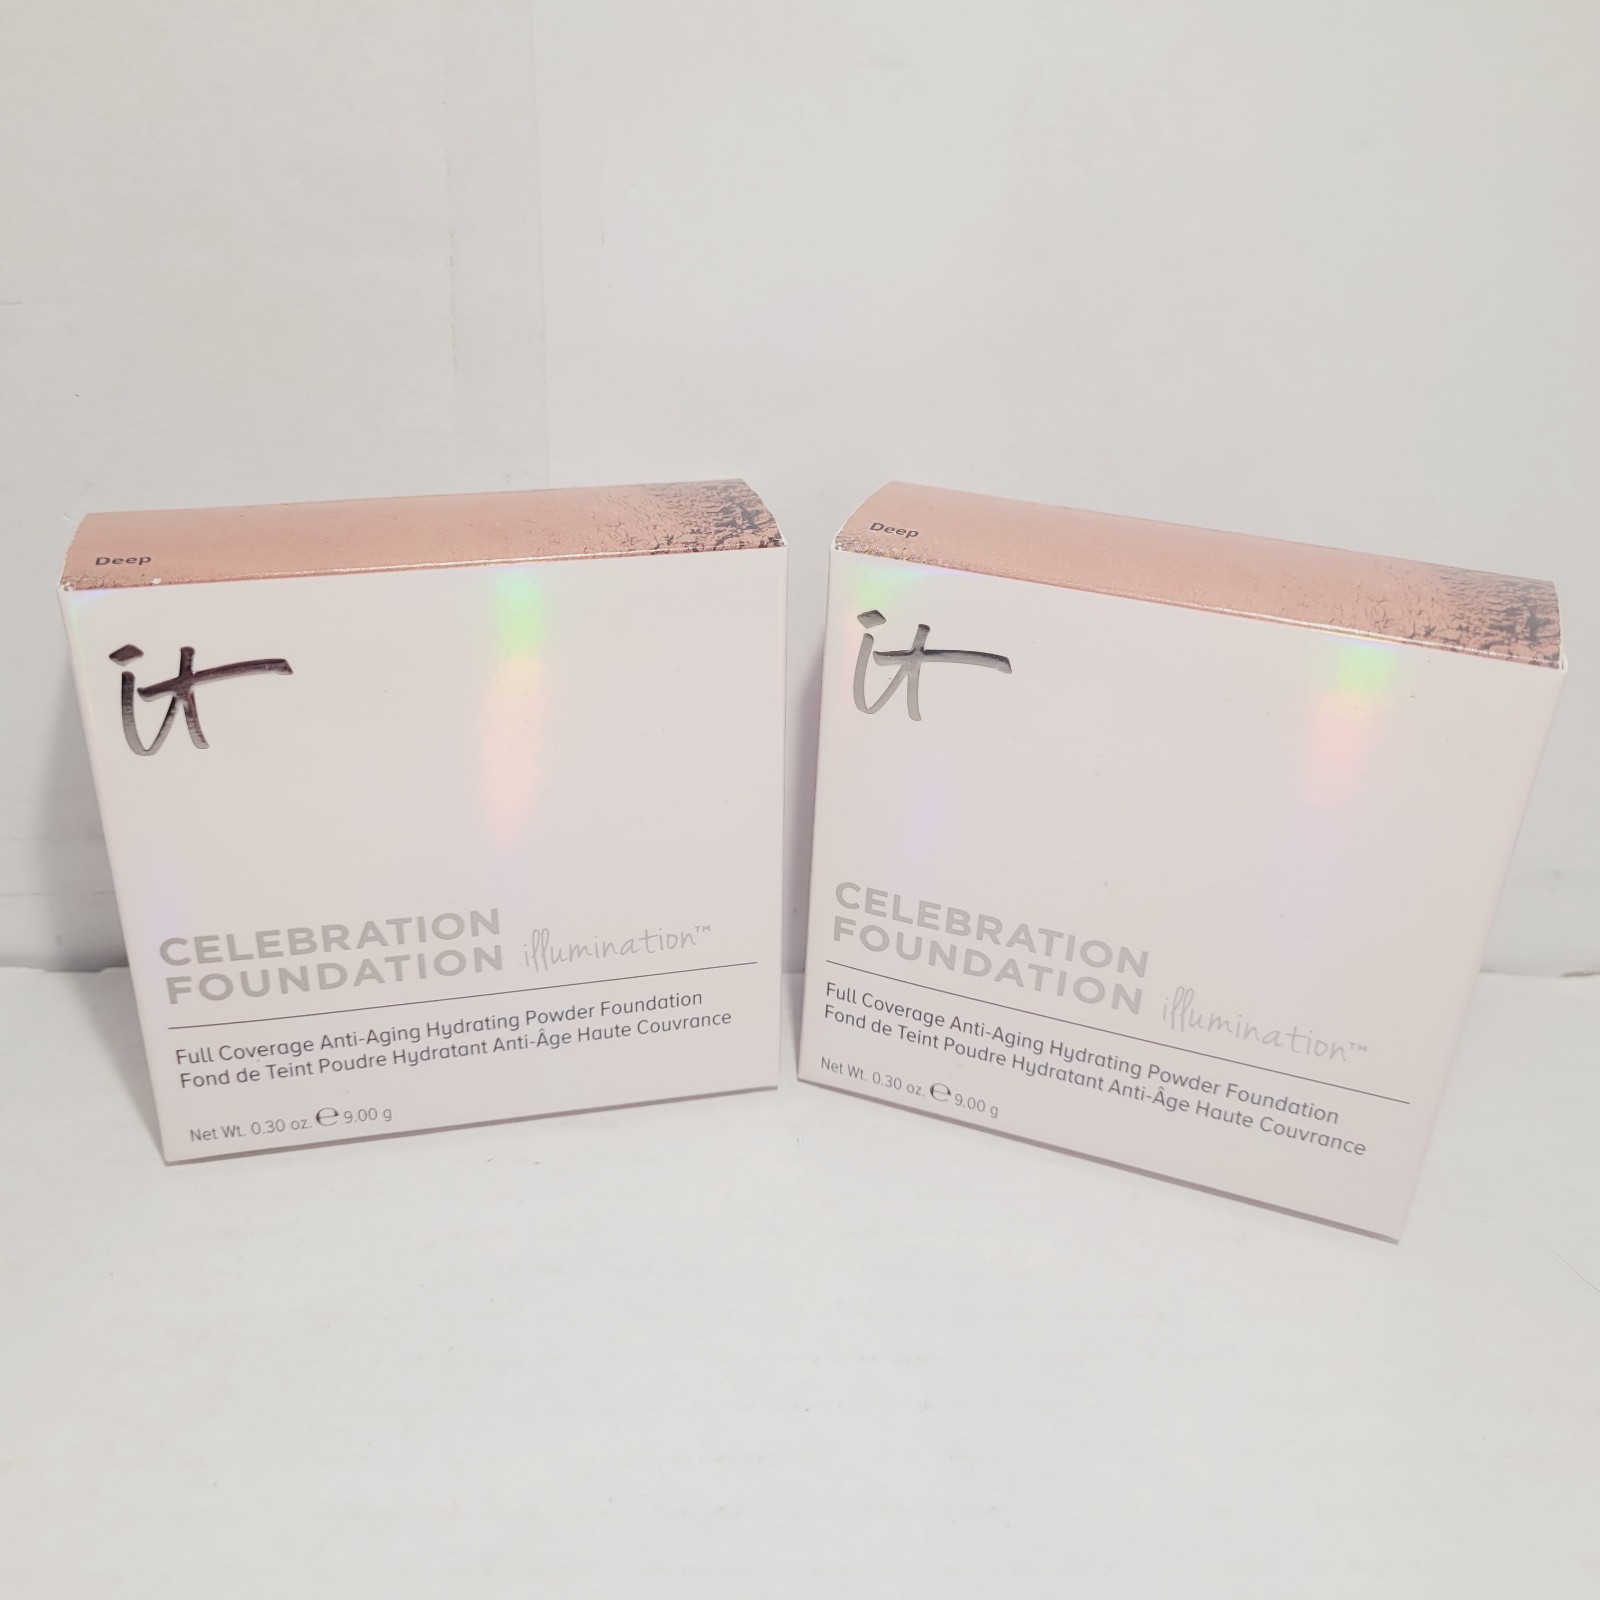 Deep
it
CELEBRATION
FOUNDATION illumination™
Full Coverage Anti-Aging Hydrating Powder Foundation
Fond de Teint Poudre Hydratant Anti-Âge Haute Couvrance
Net Wt. 0.30 oz. ℮ 9.00 g
Deep
it
CELEBRATION
FOUNDATION illumination™
Full Coverage Anti-Aging Hydrating Powder Foundation
Fond de Teint Poudre Hydratant Anti-Âge Haute Couvrance
Net Wt. 0.30 oz. ℮ 9.00 g